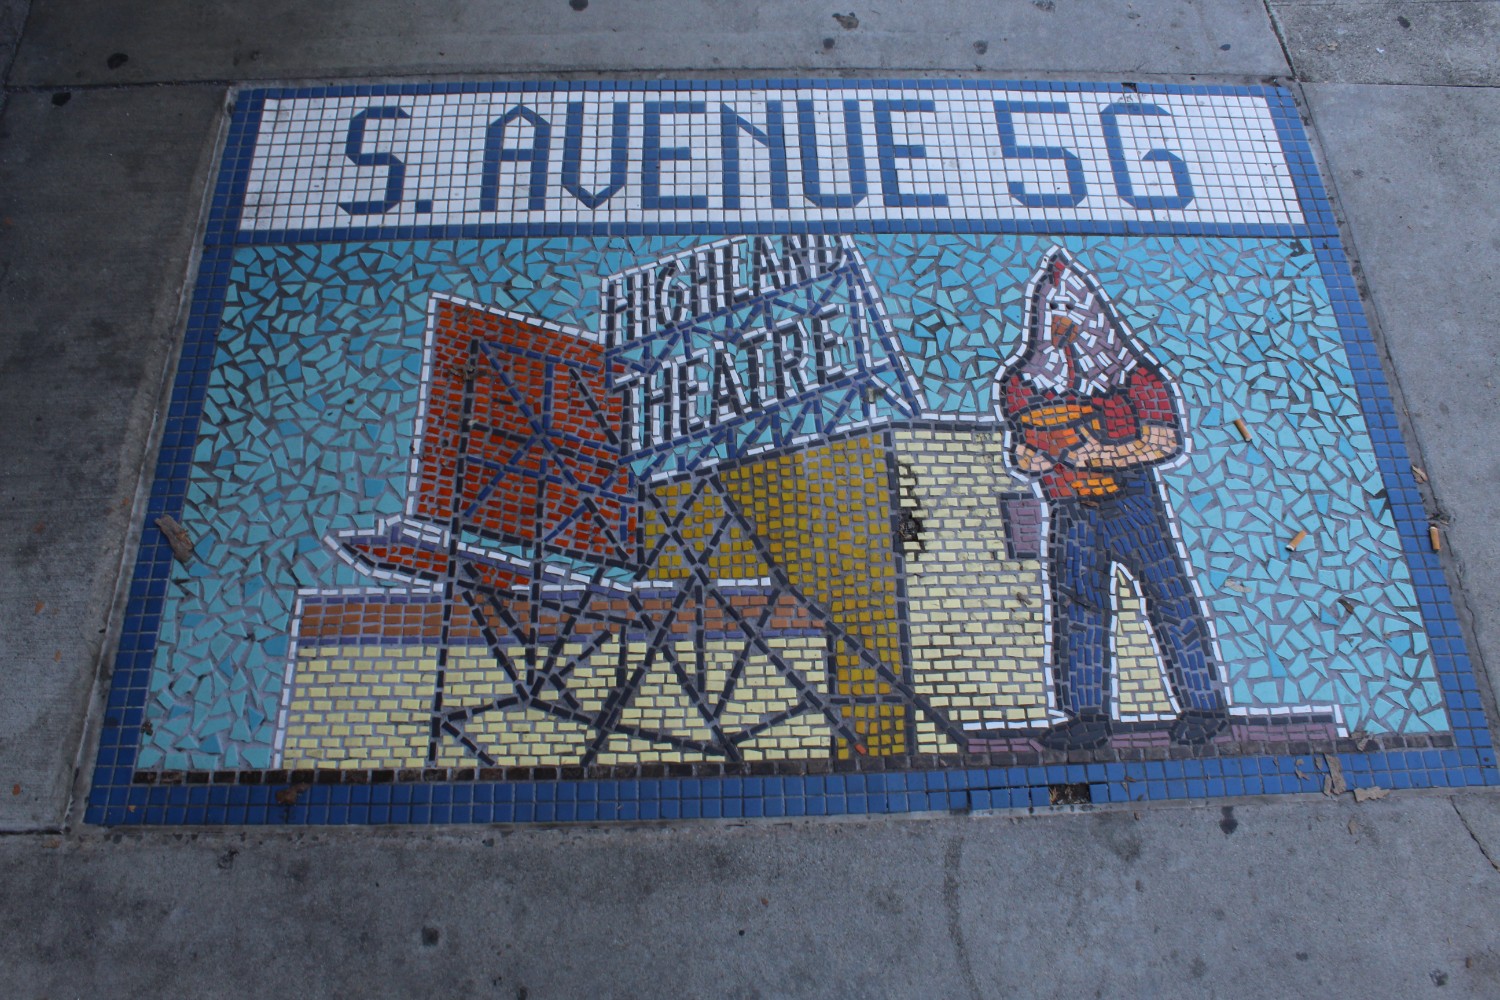 S. AVENUE 56
HIGHLAND
THEATRE